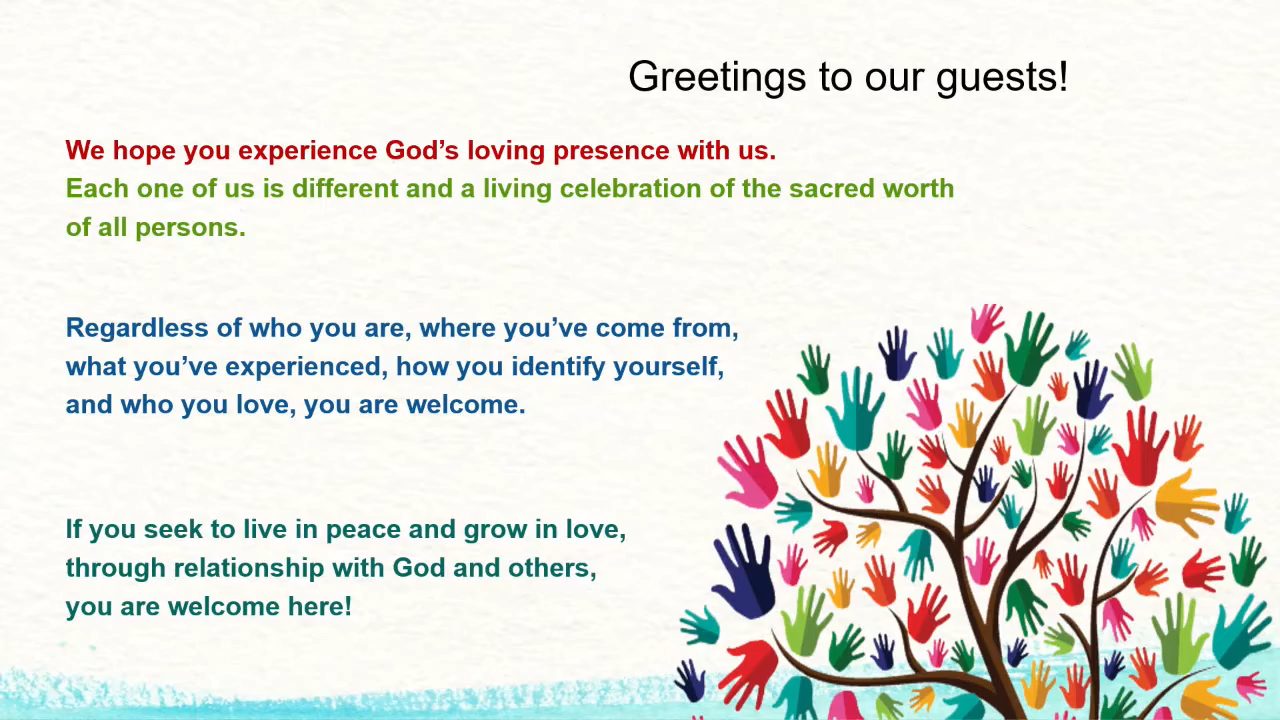 Greetings to our guests!
We hope you experience God’s loving presence with us.
Each one of us is different and a living celebration of the sacred worth
of all persons.
Regardless of who you are, where you’ve come from,
what you’ve experienced, how you identify yourself,
and who you love, you are welcome.
If you seek to live in peace and grow in love,
through relationship with God and others,
you are welcome here!